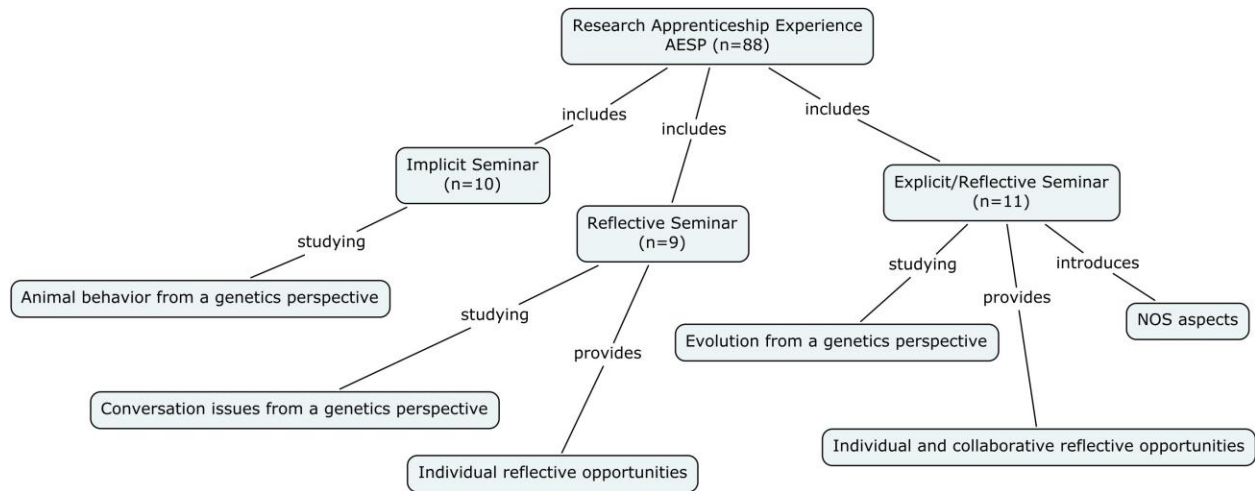 Research Apprenticeship Experience
AESP (n=88)
includes
includes
includes
Implicit Seminar
(n=10)
Reflective Seminar
(n=9)
Explicit/Reflective Seminar
(n=11)
studying
Animal behavior from a genetics perspective
studying
provides
Conversation issues from a genetics perspective
Individual reflective opportunities
studying
provides
introduces
Evolution from a genetics perspective
NOS aspects
Individual and collaborative reflective opportunities